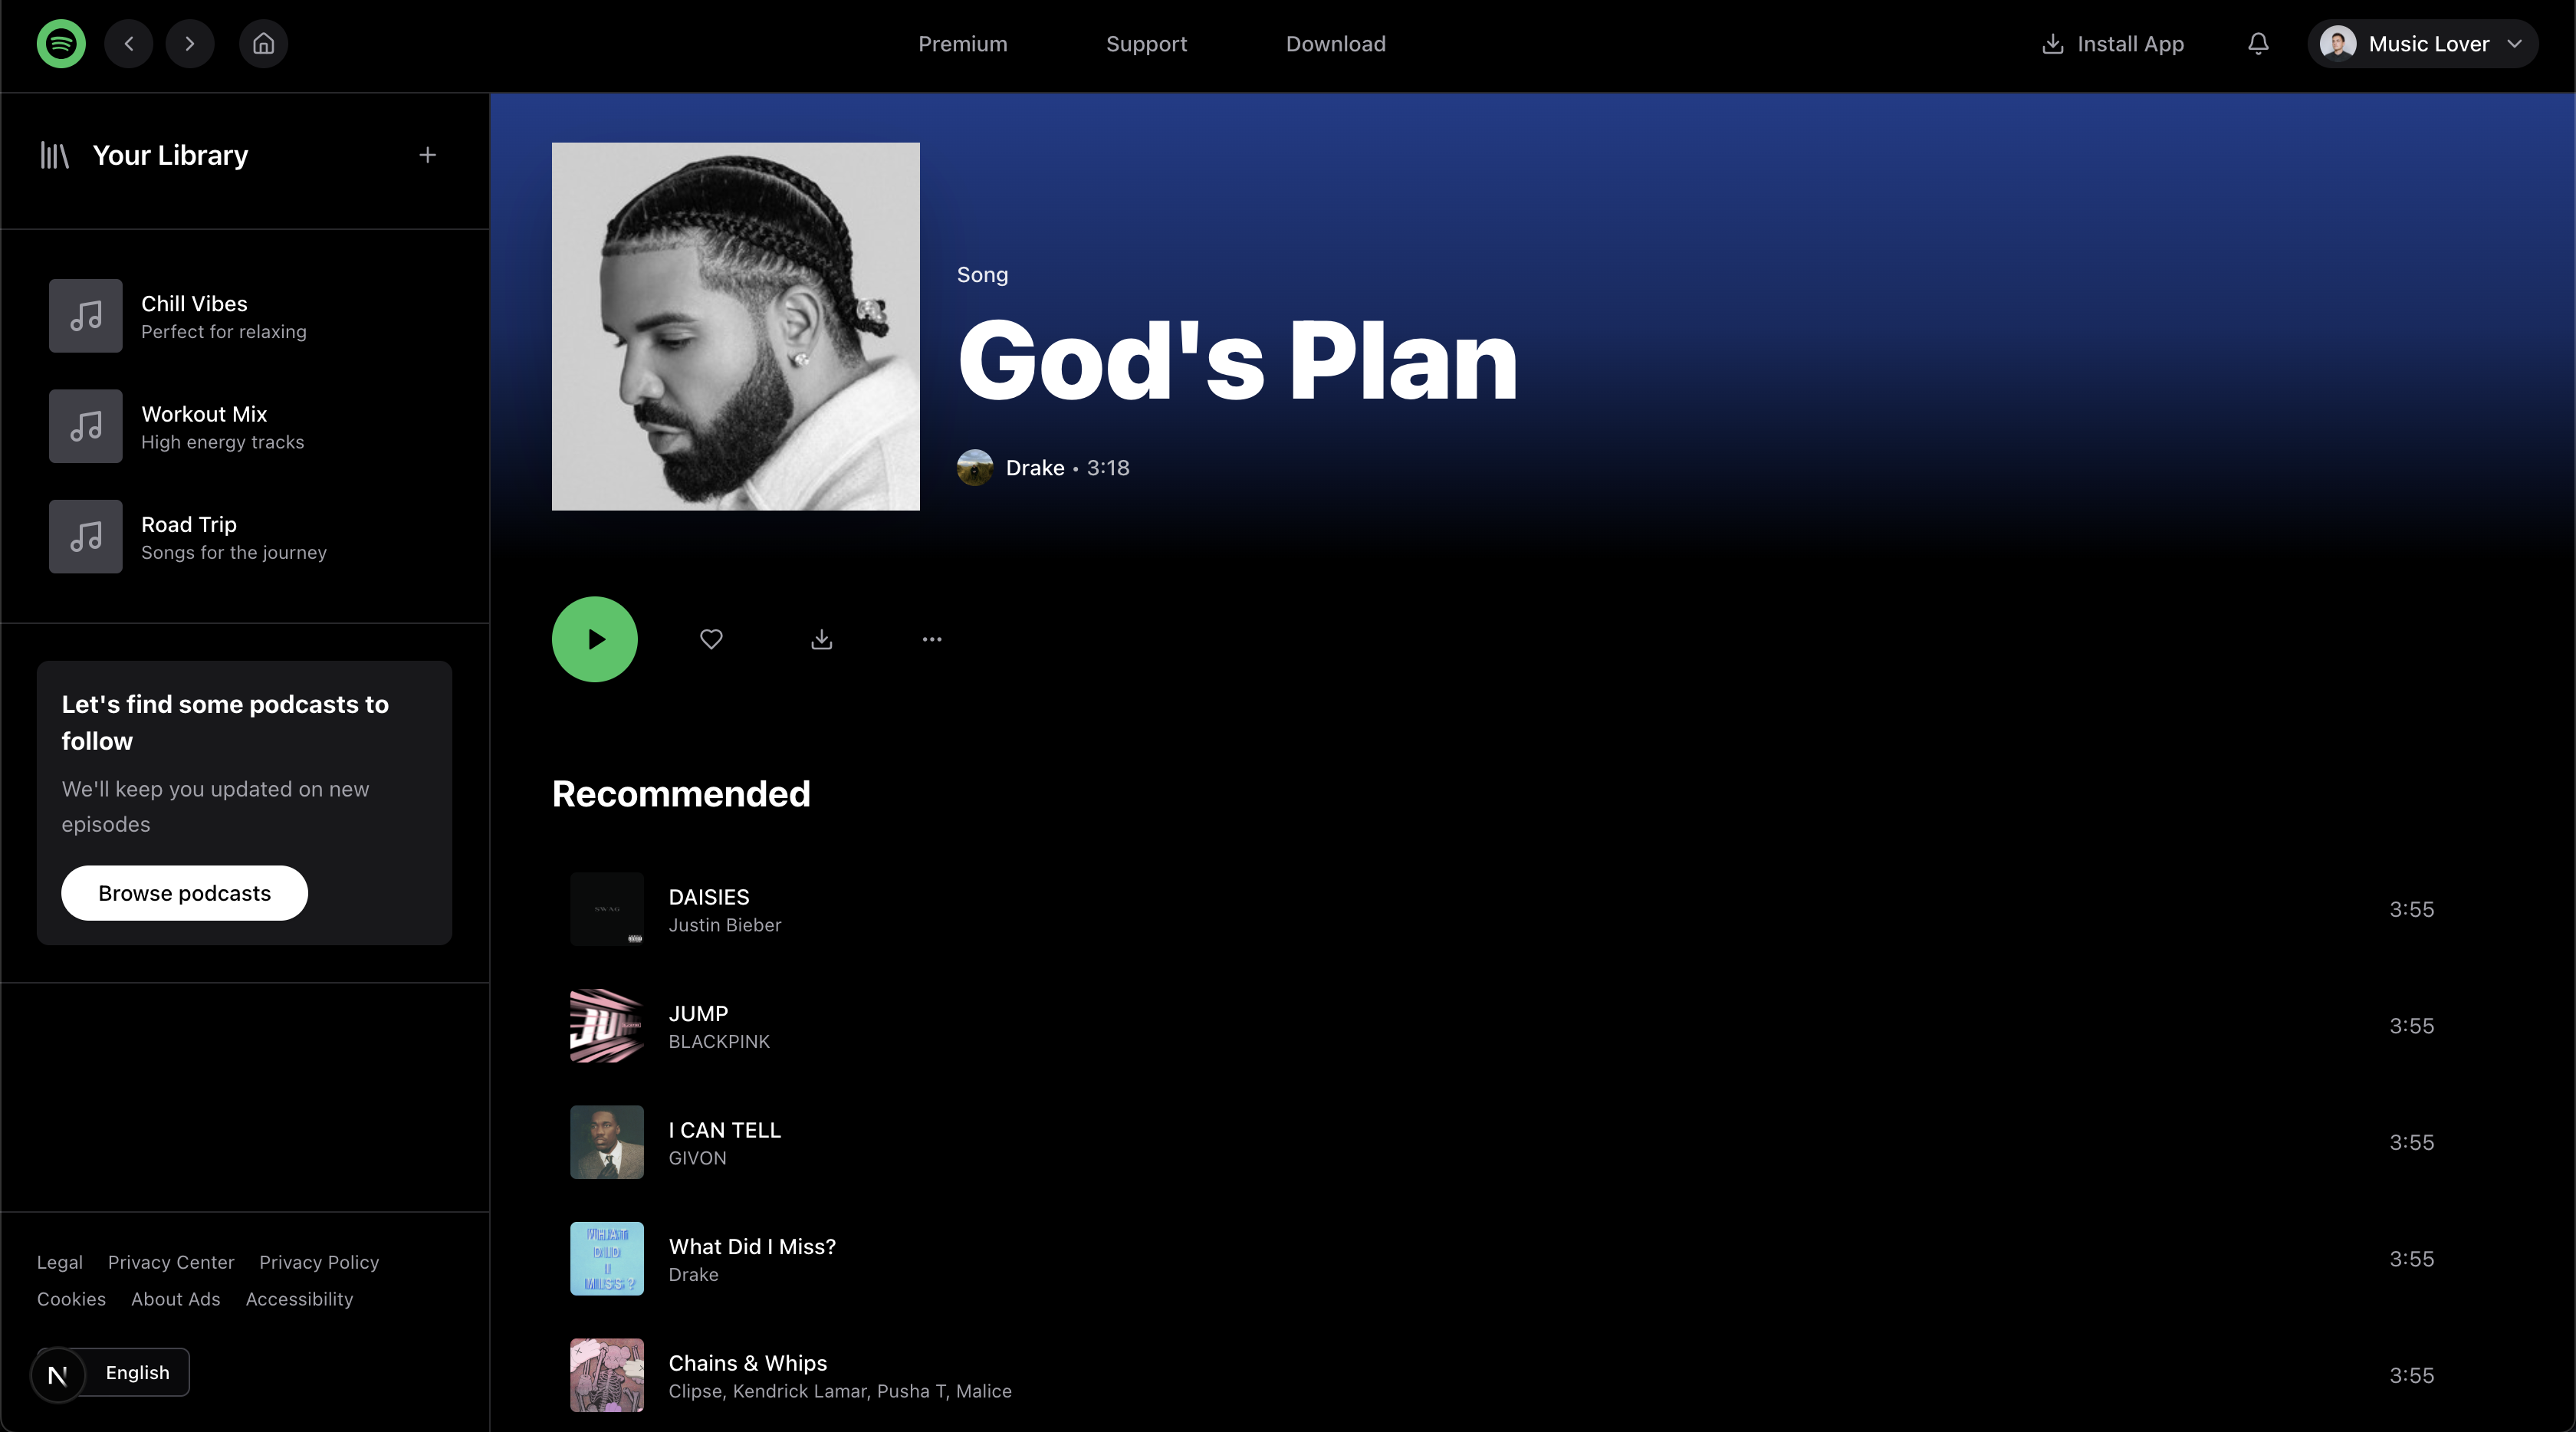 Premium
Support
Download
Install App
Music Lover
Your Library
Chill Vibes
Perfect for relaxing
Workout Mix
High energy tracks
Road Trip
Songs for the journey
Let's find some podcasts to
follow
We'll keep you updated on new
episodes
Browse podcasts
Legal Privacy Center Privacy Policy
Cookies About Ads Accessibility
N English
Song
God's Plan
Drake • 3:18
Recommended
SWAG
DAISIES
Justin Bieber
3:55
JUMP
BLACKPINK
3:55
I CAN TELL
GIVON
3:55
WHAT
DID
I
MISS?
What Did I Miss?
Drake
3:55
Chains & Whips
Clipse, Kendrick Lamar, Pusha T, Malice
3:55